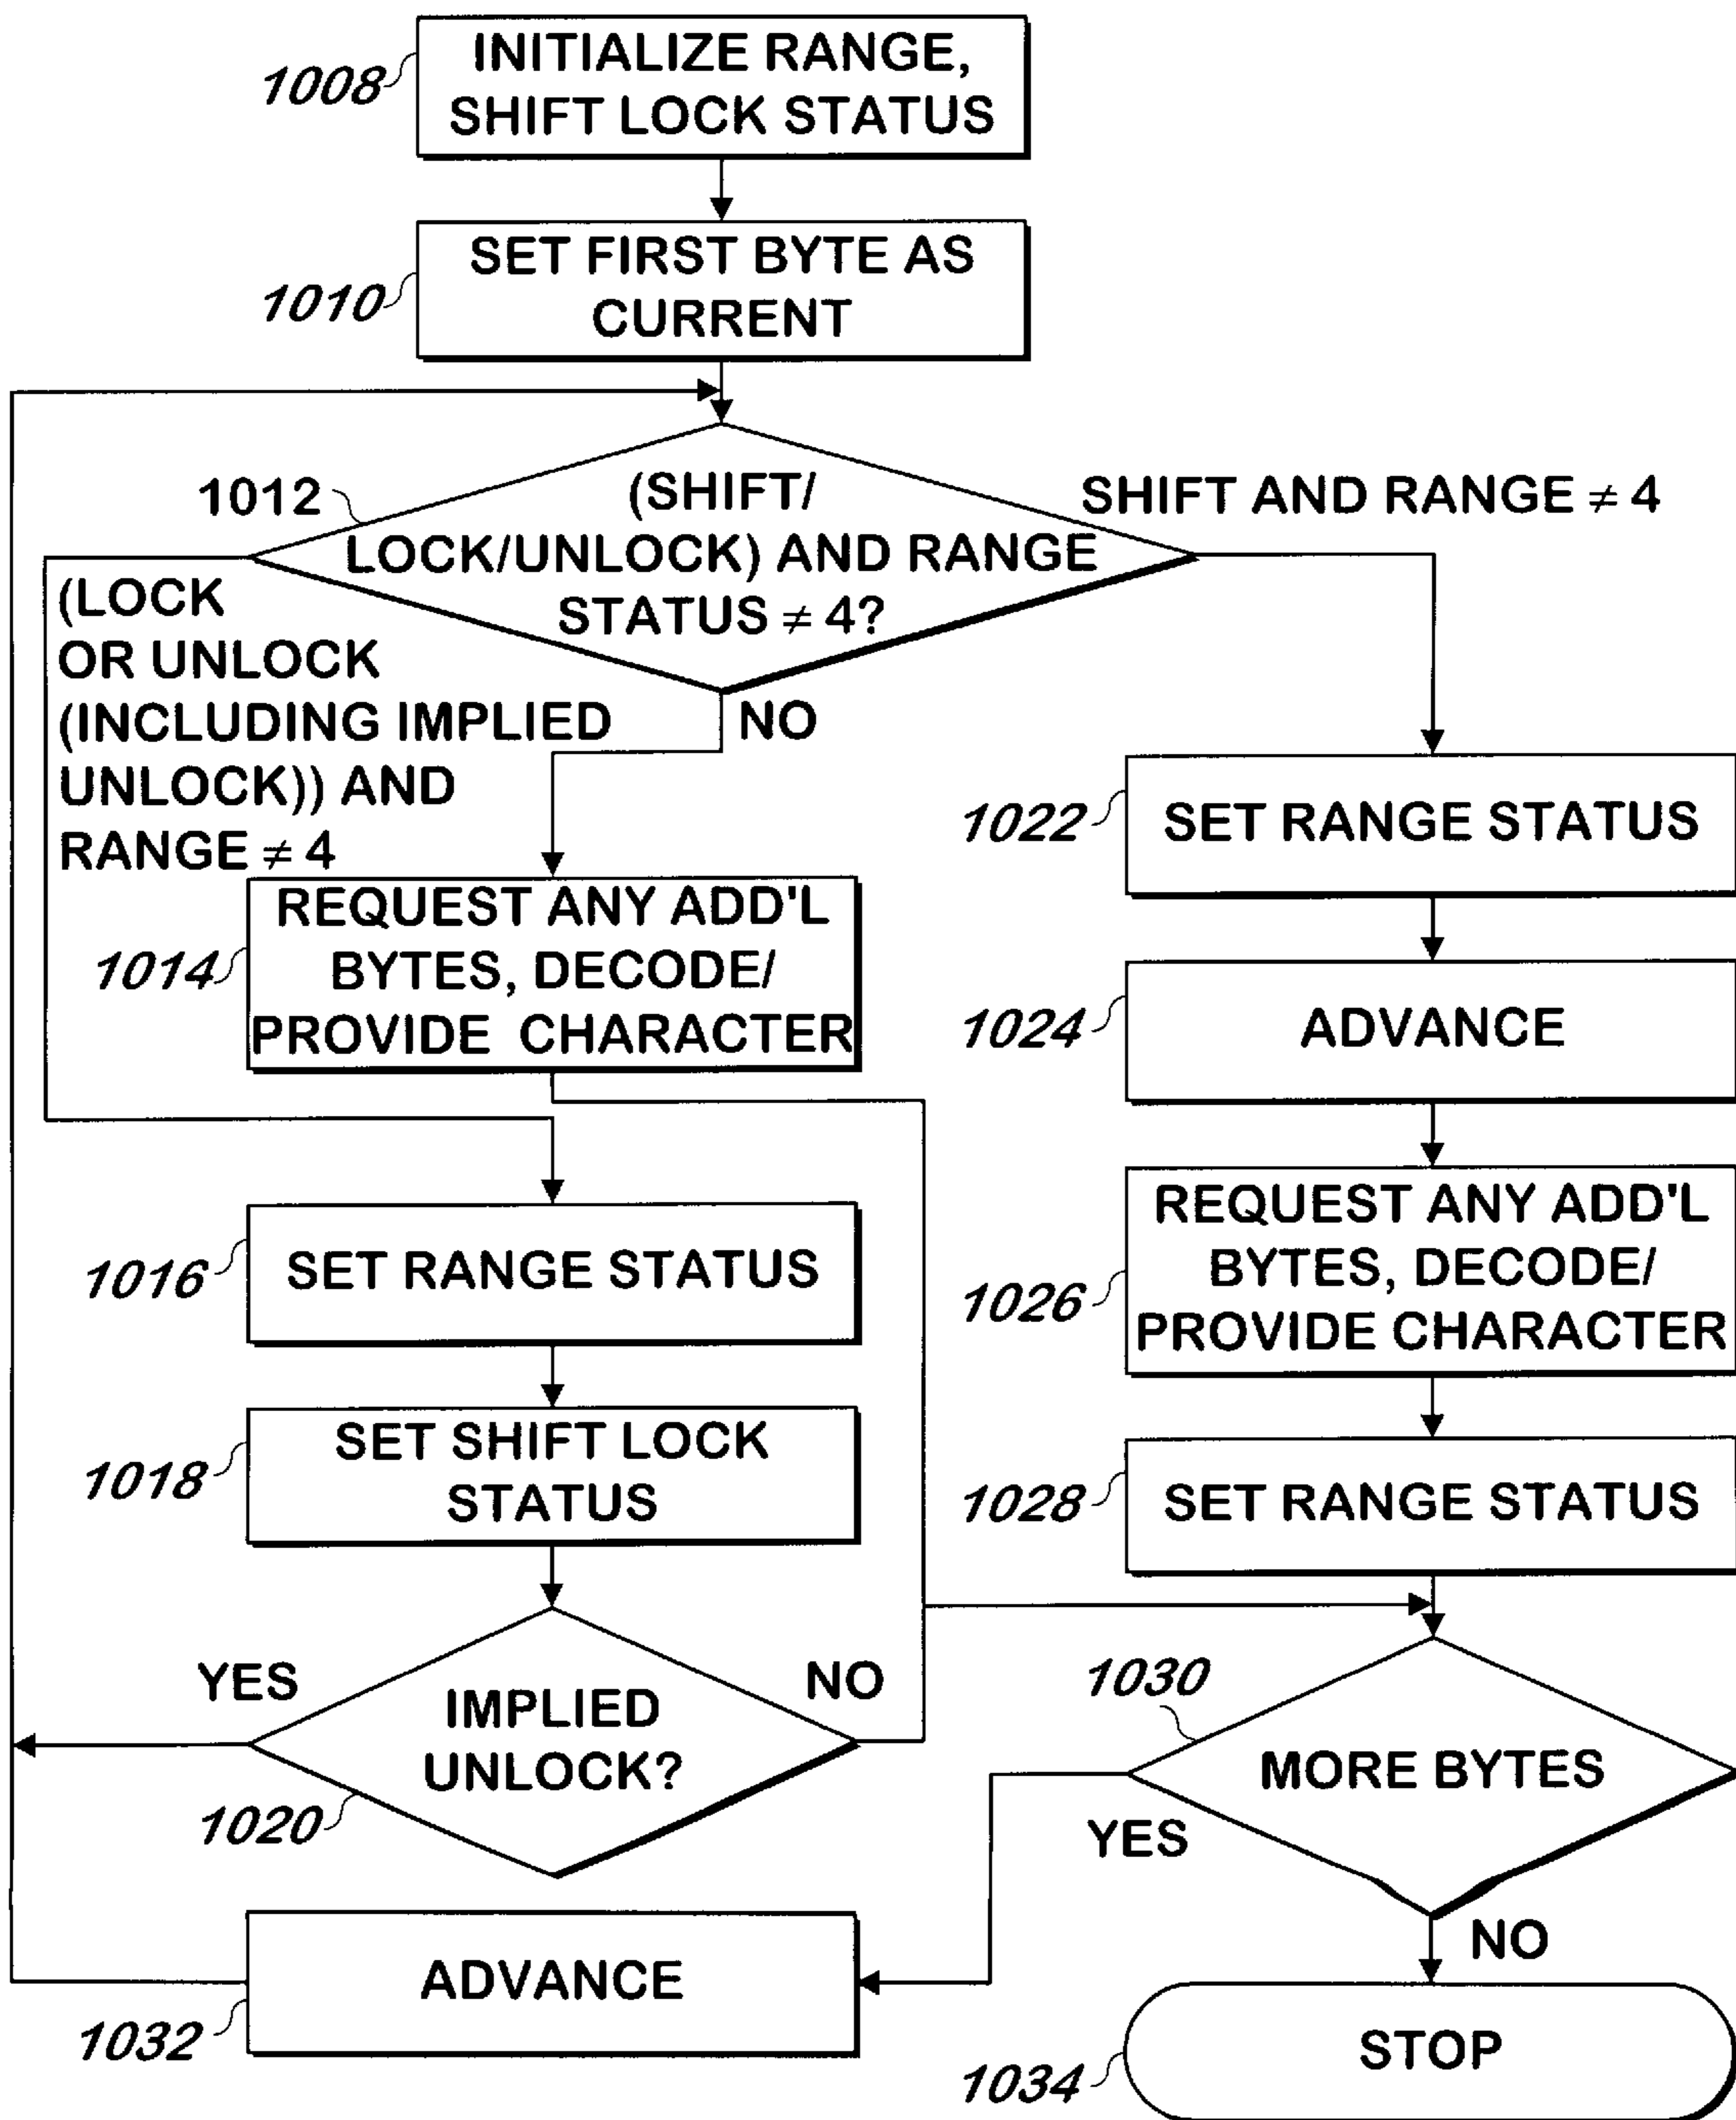 INITIALIZE RANGE,
SHIFT LOCK STATUS
1008
SET FIRST BYTE AS
CURRENT
1010
1012
(SHIFT/
LOCK/UNLOCK) AND RANGE
STATUS ≠ 4?
SHIFT AND RANGE ≠ 4
(LOCK
OR UNLOCK
(INCLUDING IMPLIED
UNLOCK)) AND
RANGE ≠ 4
NO
1014
REQUEST ANY ADD'L
BYTES, DECODE/
PROVIDE CHARACTER
1016
SET RANGE STATUS
1018
SET SHIFT LOCK
STATUS
YES
IMPLIED
UNLOCK?
NO
1020
1022
SET RANGE STATUS
1024
ADVANCE
1026
REQUEST ANY ADD'L
BYTES, DECODE/
PROVIDE CHARACTER
1028
SET RANGE STATUS
1030
MORE BYTES
YES
NO
ADVANCE
1032
STOP
1034